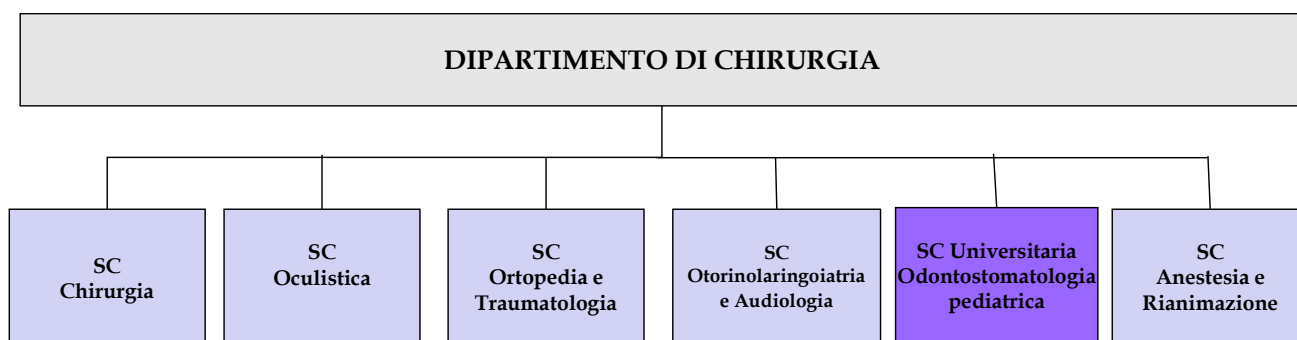 DIPARTIMENTO DI CHIRURGIA
SC
Chirurgia
SC
Oculistica
SC
Ortopedia e
Traumatologia
SC
Otorinolaringoiatria
e Audiologia
SC Universitaria
Odontostomatologia
pediatrica
SC
Anestesia e
Rianimazione